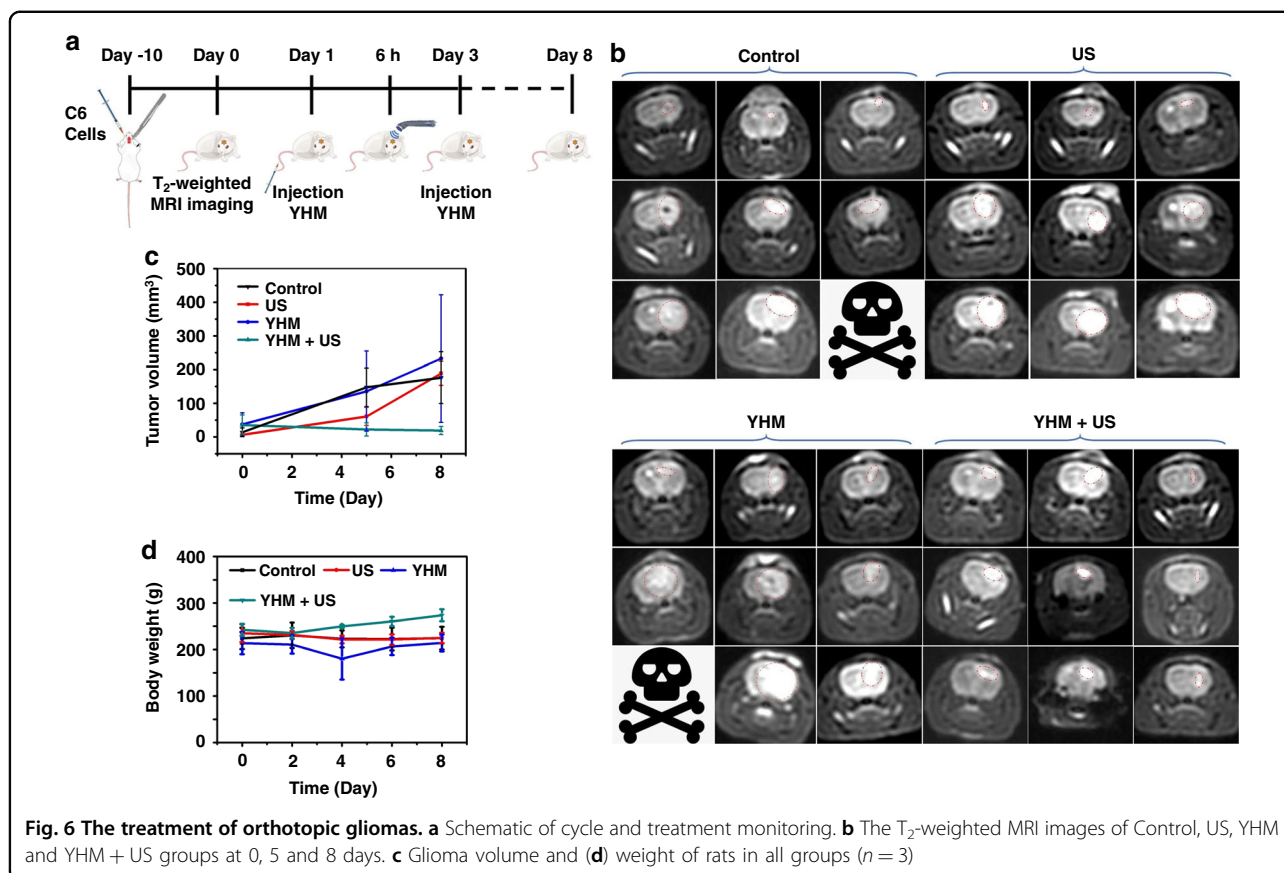 a
Day -10 Day 0 Day 1 6 h Day 3 Day 8
C6
Cells
T₂-weighted
MRI imaging
Injection
YHM
Injection
YHM
b
Control US
YHM YHM + US
c
Tumor volume (mm³)
500
400
300
200
100
0
Control
US
YHM
YHM + US
0 2 4 6 8
Time (Day)
d
Body weight (g)
400
300
200
100
0
Control US YHM
YHM + US
0 2 4 6 8
Time (Day)
Fig. 6 The treatment of orthotopic gliomas. a Schematic of cycle and treatment monitoring. b The T₂-weighted MRI images of Control, US, YHM
and YHM + US groups at 0, 5 and 8 days. c Glioma volume and (d) weight of rats in all groups (n = 3)